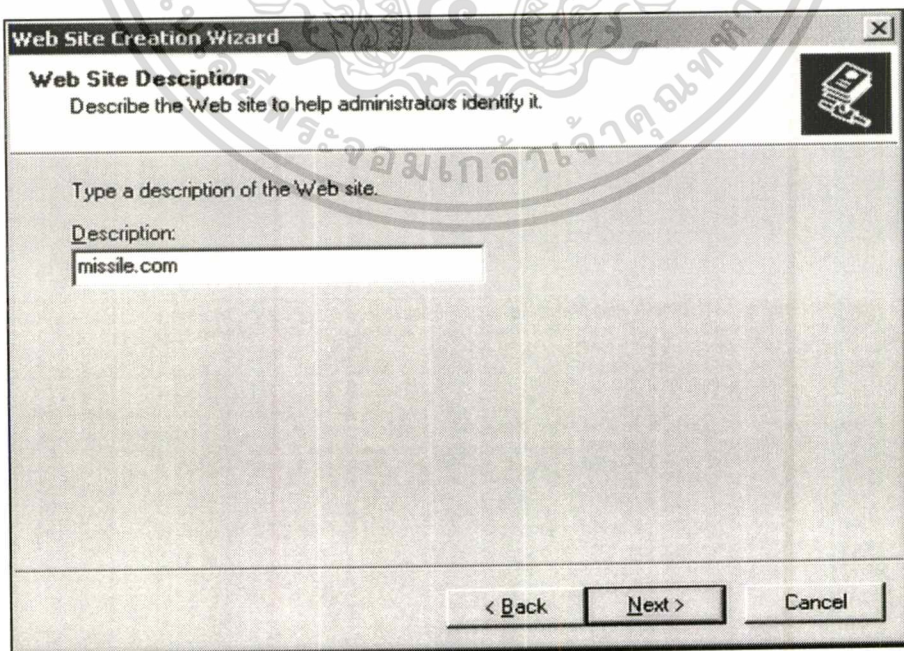 Web Site Creation Wizard
Web Site Desciption
Describe the Web site to help administrators identify it.
Type a description of the Web site.
Description:
missile.com
< Back
Next >
Cancel